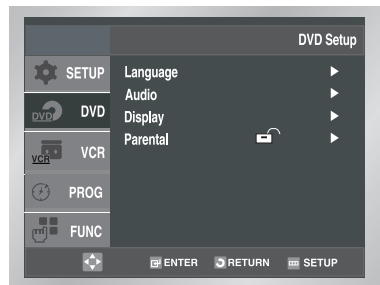 DVD Setup
SETUP
DVD
VCR
PROG
FUNC
Language
Audio
Display
Parental
DVD
VCR
ENTER RETURN SETUP